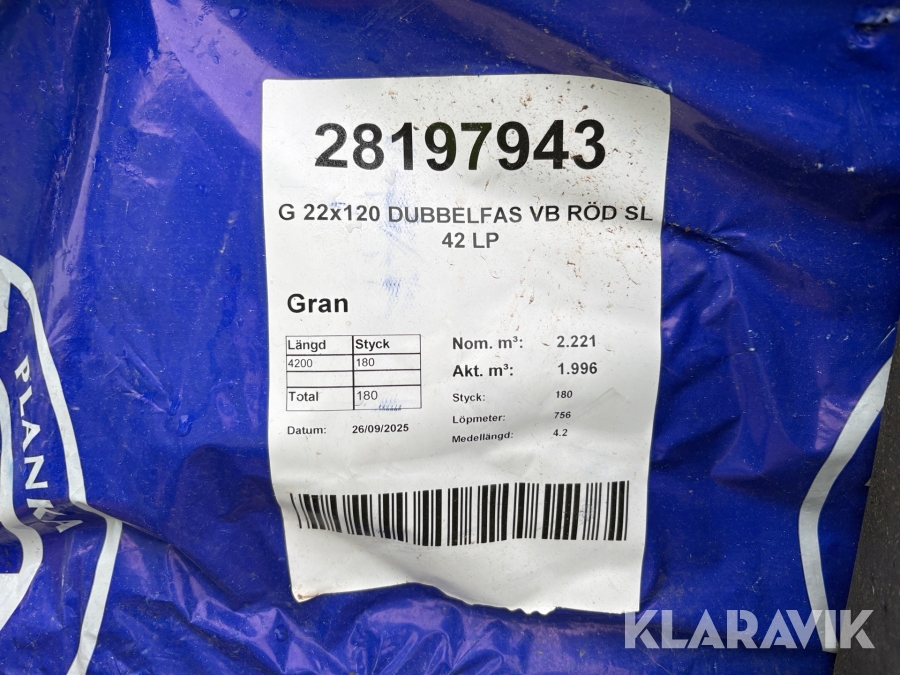 28197943
G 22x120 DUBBELFAS VB RÖD SL
42 LP
Gran
Längd Styck
4200 180
Total 180
Datum: 26/09/2025
Nom. m³: 2.221
Akt. m³: 1.996
Styck: 180
Löpmeter: 756
Medellängd: 4.2
PLANKA
KLARAVIK